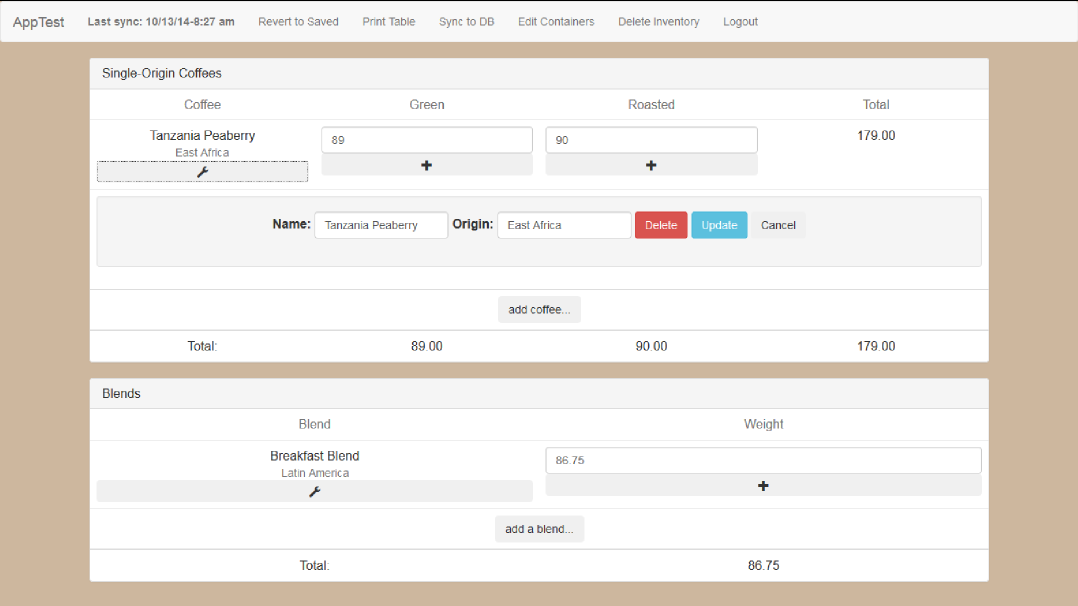 AppTest Last sync: 10/13/14-8:27 am Revert to Saved Print Table Sync to DB Edit Containers Delete Inventory Logout
Single-Origin Coffees
Coffee Green Roasted Total
Tanzania Peaberry 89 90 179.00
East Africa
Name: Tanzania Peaberry Origin: East Africa Delete Update Cancel
add coffee...
Total: 89.00 90.00 179.00
Blends
Blend Weight
Breakfast Blend 86.75
Latin America
add a blend...
Total: 86.75